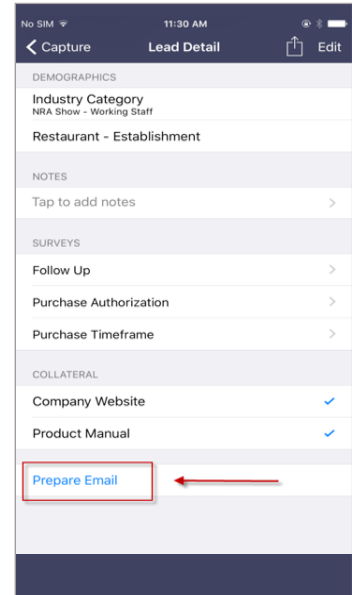 No SIM 11:30 AM
Capture Lead Detail Edit
DEMOGRAPHICS
Industry Category
NRA Show - Working Staff
Restaurant - Establishment
NOTES
Tap to add notes
SURVEYS
Follow Up
Purchase Authorization
Purchase Timeframe
COLLATERAL
Company Website
Product Manual
Prepare Email